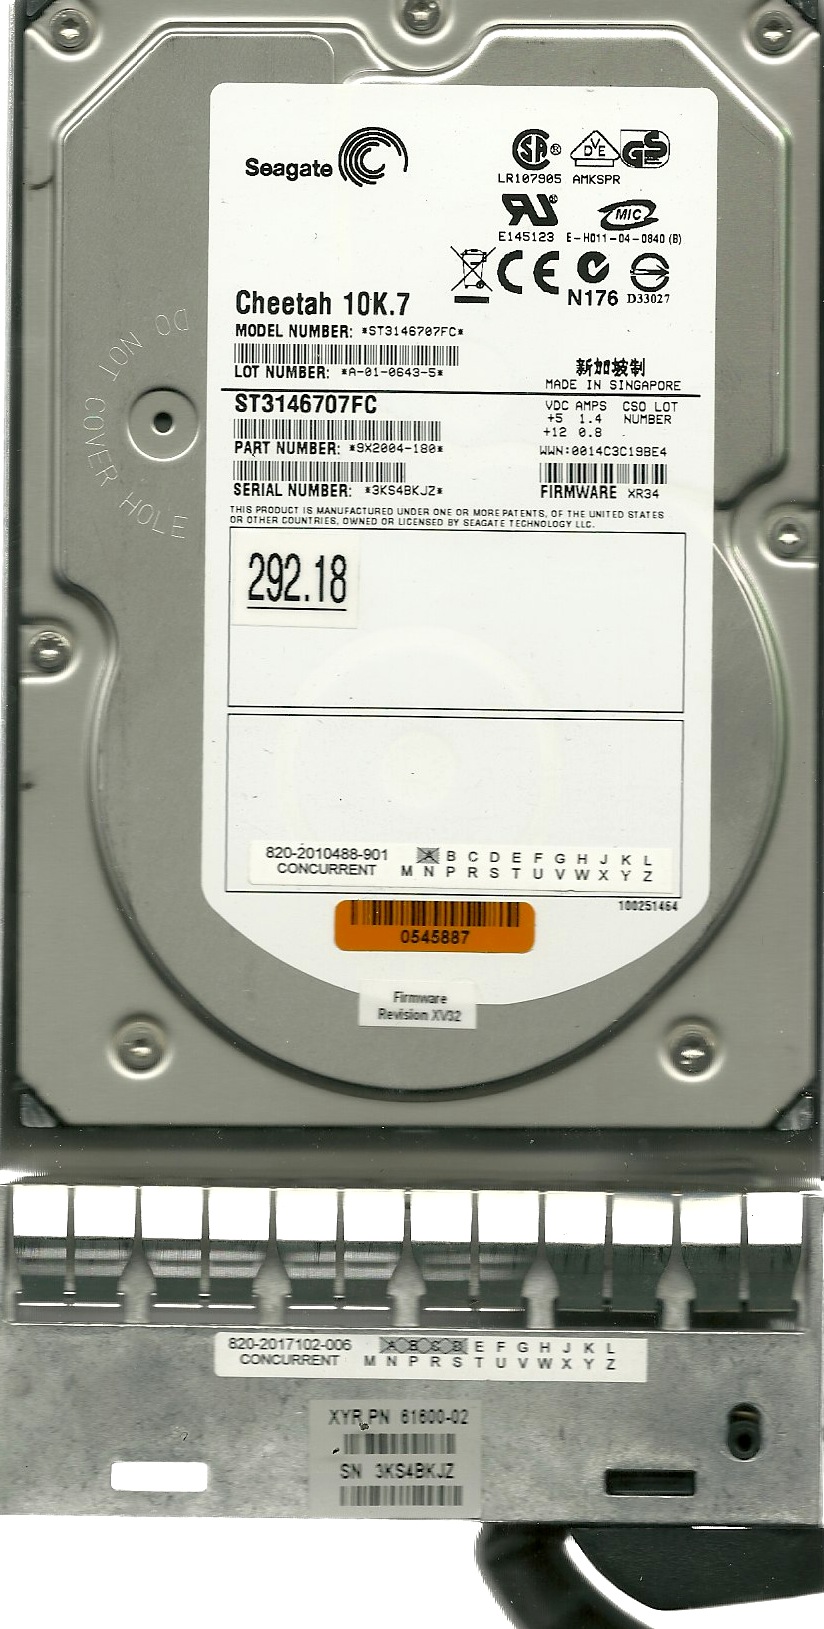 Seagate
LR107905 AMKSPR
E145123 E-H011-04-0840 (B)
MIC
N176 D33027
Cheetah 10K.7
MODEL NUMBER: *ST3146707FC*
LOT NUMBER: *A-01-0643-5*
新加坡制
MADE IN SINGAPORE
ST3146707FC
VDC AMPS CSO LOT
+5 1.4 NUMBER
+12 0.8
PART NUMBER: *9X2004-180*
WWN:0014C3C19BE4
SERIAL NUMBER: *3KS4BKJZ*
FIRMWARE XR34
THIS PRODUCT IS MANUFACTURED UNDER ONE OR MORE PATENTS, OF THE UNITED STATES
OR OTHER COUNTRIES, OWNED OR LICENSED BY SEAGATE TECHNOLOGY LLC.
DO NOT COVER HOLE
292.18
820-2010488-901 A B C D E F G H J K L
CONCURRENT M N P R S T U V W X Y Z
100251464
0545887
Firmware
Revision XV32
820-2017102-006 A B C D E F G H J K L
CONCURRENT M N P R S T U V W X Y Z
XYR PN 61600-02
SN 3KS4BKJZ